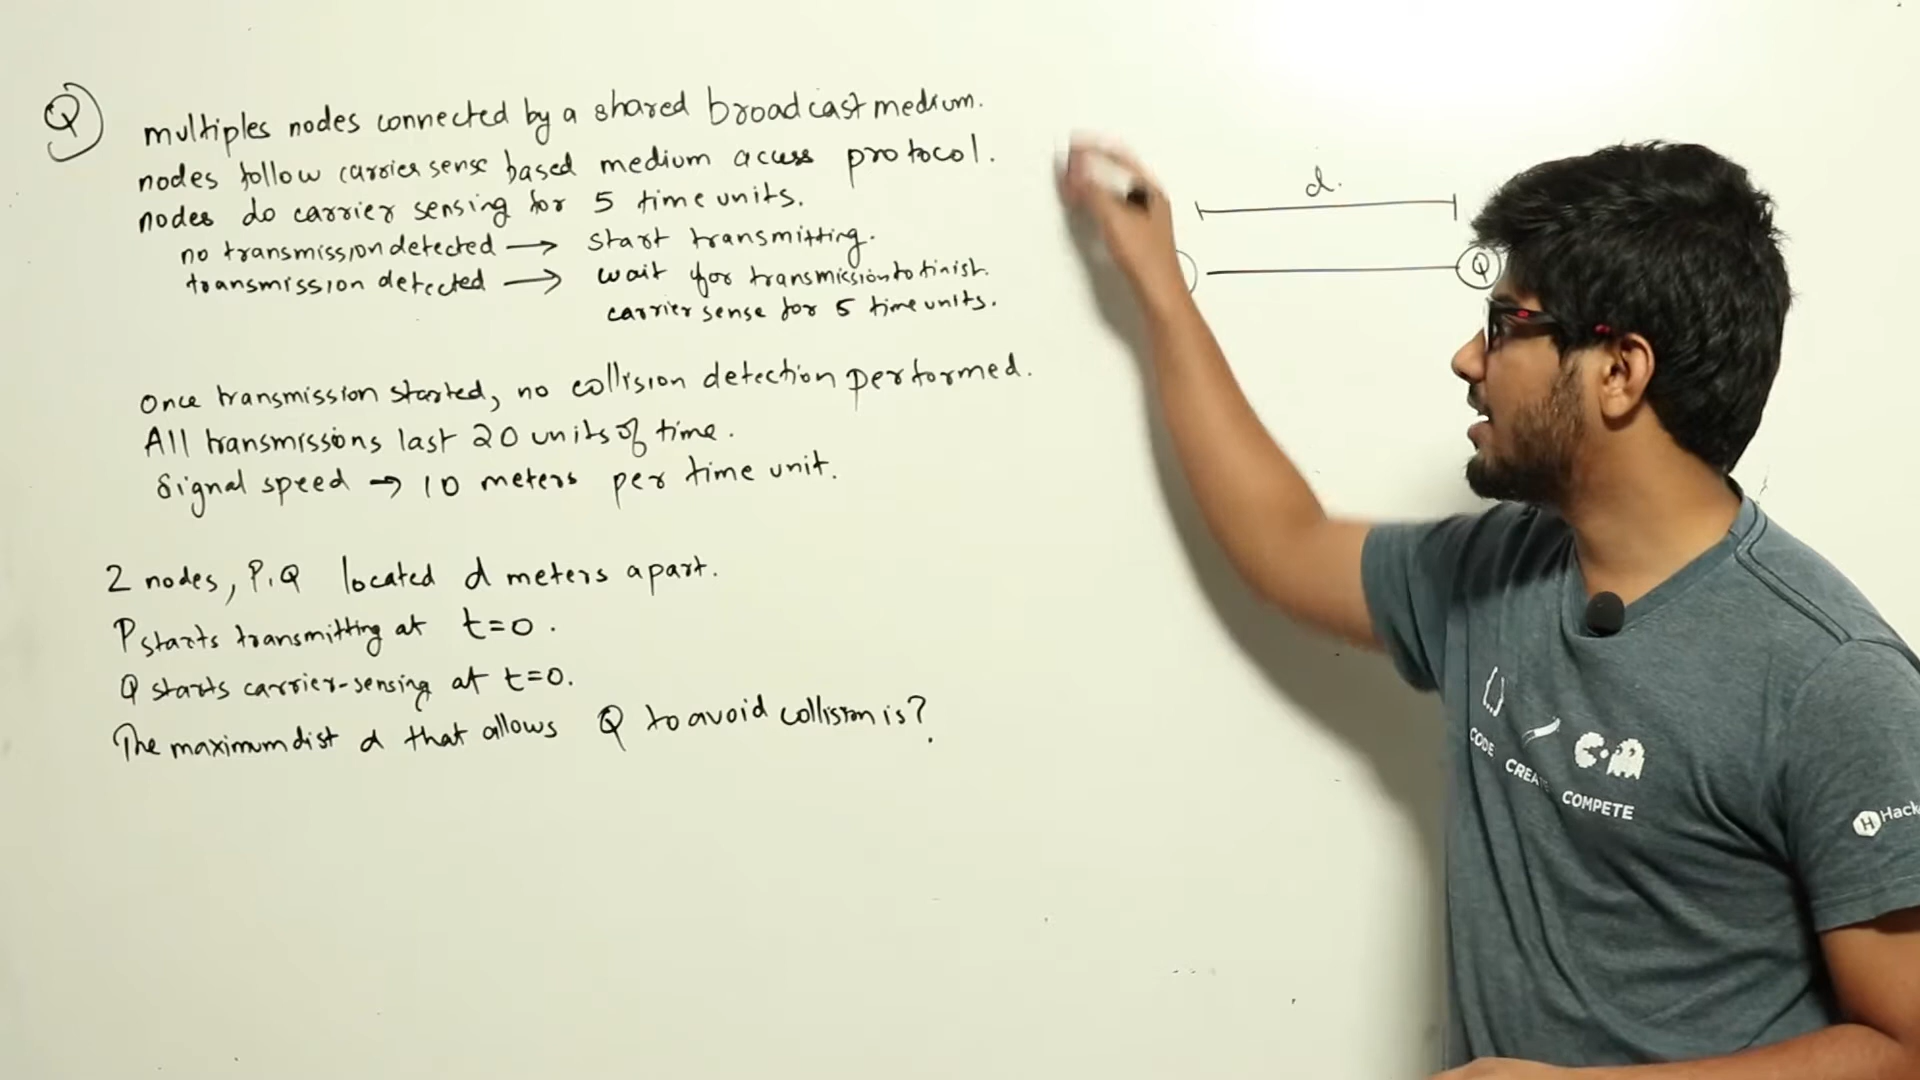 Q
multiples nodes connected by a shared broadcast medium.
nodes follow carrier sense based medium acuss protocol.
nodes do carrier sensing for 5 time units.
no transmission detected → start transmitting.
transmission detected → wait for transmission to finish.
carrier sense for 5 time units.
Once transmission started, no collision detection performed.
All transmissions last 20 units of time.
Signal speed → 10 meters per time unit.
2 nodes, P, Q located d meters apart.
P starts transmitting at t=0.
Q starts carrier-sensing at t=0.
The maximum dist d that allows Q to avoid collision is?
d.
Q
{..}
CODE
CREATE
COMPETE
H Hack